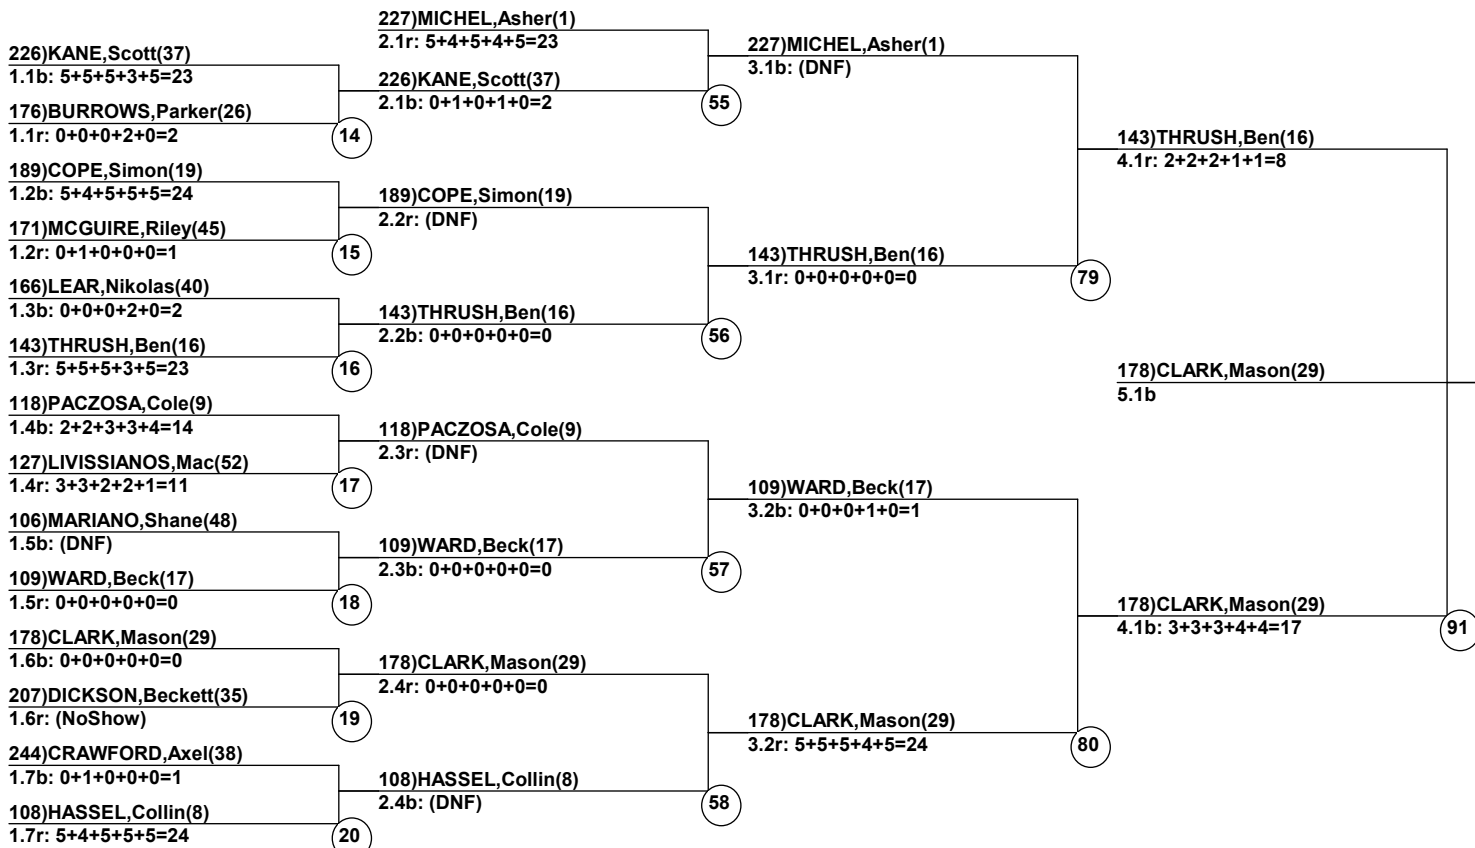 226)KANE,Scott(37)
1.1b: 5+5+5+3+5=23
176)BURROWS,Parker(26)
1.1r: 0+0+0+2+0=2
14
189)COPE,Simon(19)
1.2b: 5+4+5+5+5=24
171)MCGUIRE,Riley(45)
1.2r: 0+1+0+0+0=1
15
166)LEAR,Nikolas(40)
1.3b: 0+0+0+2+0=2
143)THRUSH,Ben(16)
1.3r: 5+5+5+3+5=23
16
118)PACZOSA,Cole(9)
1.4b: 2+2+3+3+4=14
127)LIVISSIANOS,Mac(52)
1.4r: 3+3+2+2+1=11
17
106)MARIANO,Shane(48)
1.5b: (DNF)
109)WARD,Beck(17)
1.5r: 0+0+0+0+0=0
18
178)CLARK,Mason(29)
1.6b: 0+0+0+0+0=0
207)DICKSON,Beckett(35)
1.6r: (NoShow)
19
244)CRAWFORD,Axel(38)
1.7b: 0+1+0+0+0=1
108)HASSEL,Collin(8)
1.7r: 5+4+5+5+5=24
20
227)MICHEL,Asher(1)
2.1r: 5+4+5+4+5=23
226)KANE,Scott(37)
2.1b: 0+1+0+1+0=2
55
189)COPE,Simon(19)
2.2r: (DNF)
143)THRUSH,Ben(16)
2.2b: 0+0+0+0+0=0
56
118)PACZOSA,Cole(9)
2.3r: (DNF)
109)WARD,Beck(17)
2.3b: 0+0+0+0+0=0
57
178)CLARK,Mason(29)
2.4r: 0+0+0+0+0=0
108)HASSEL,Collin(8)
2.4b: (DNF)
58
227)MICHEL,Asher(1)
3.1b: (DNF)
143)THRUSH,Ben(16)
3.1r: 0+0+0+0+0=0
79
109)WARD,Beck(17)
3.2b: 0+0+0+1+0=1
178)CLARK,Mason(29)
3.2r: 5+5+5+4+5=24
80
143)THRUSH,Ben(16)
4.1r: 2+2+2+1+1=8
178)CLARK,Mason(29)
4.1b: 3+3+3+4+4=17
91
178)CLARK,Mason(29)
5.1b